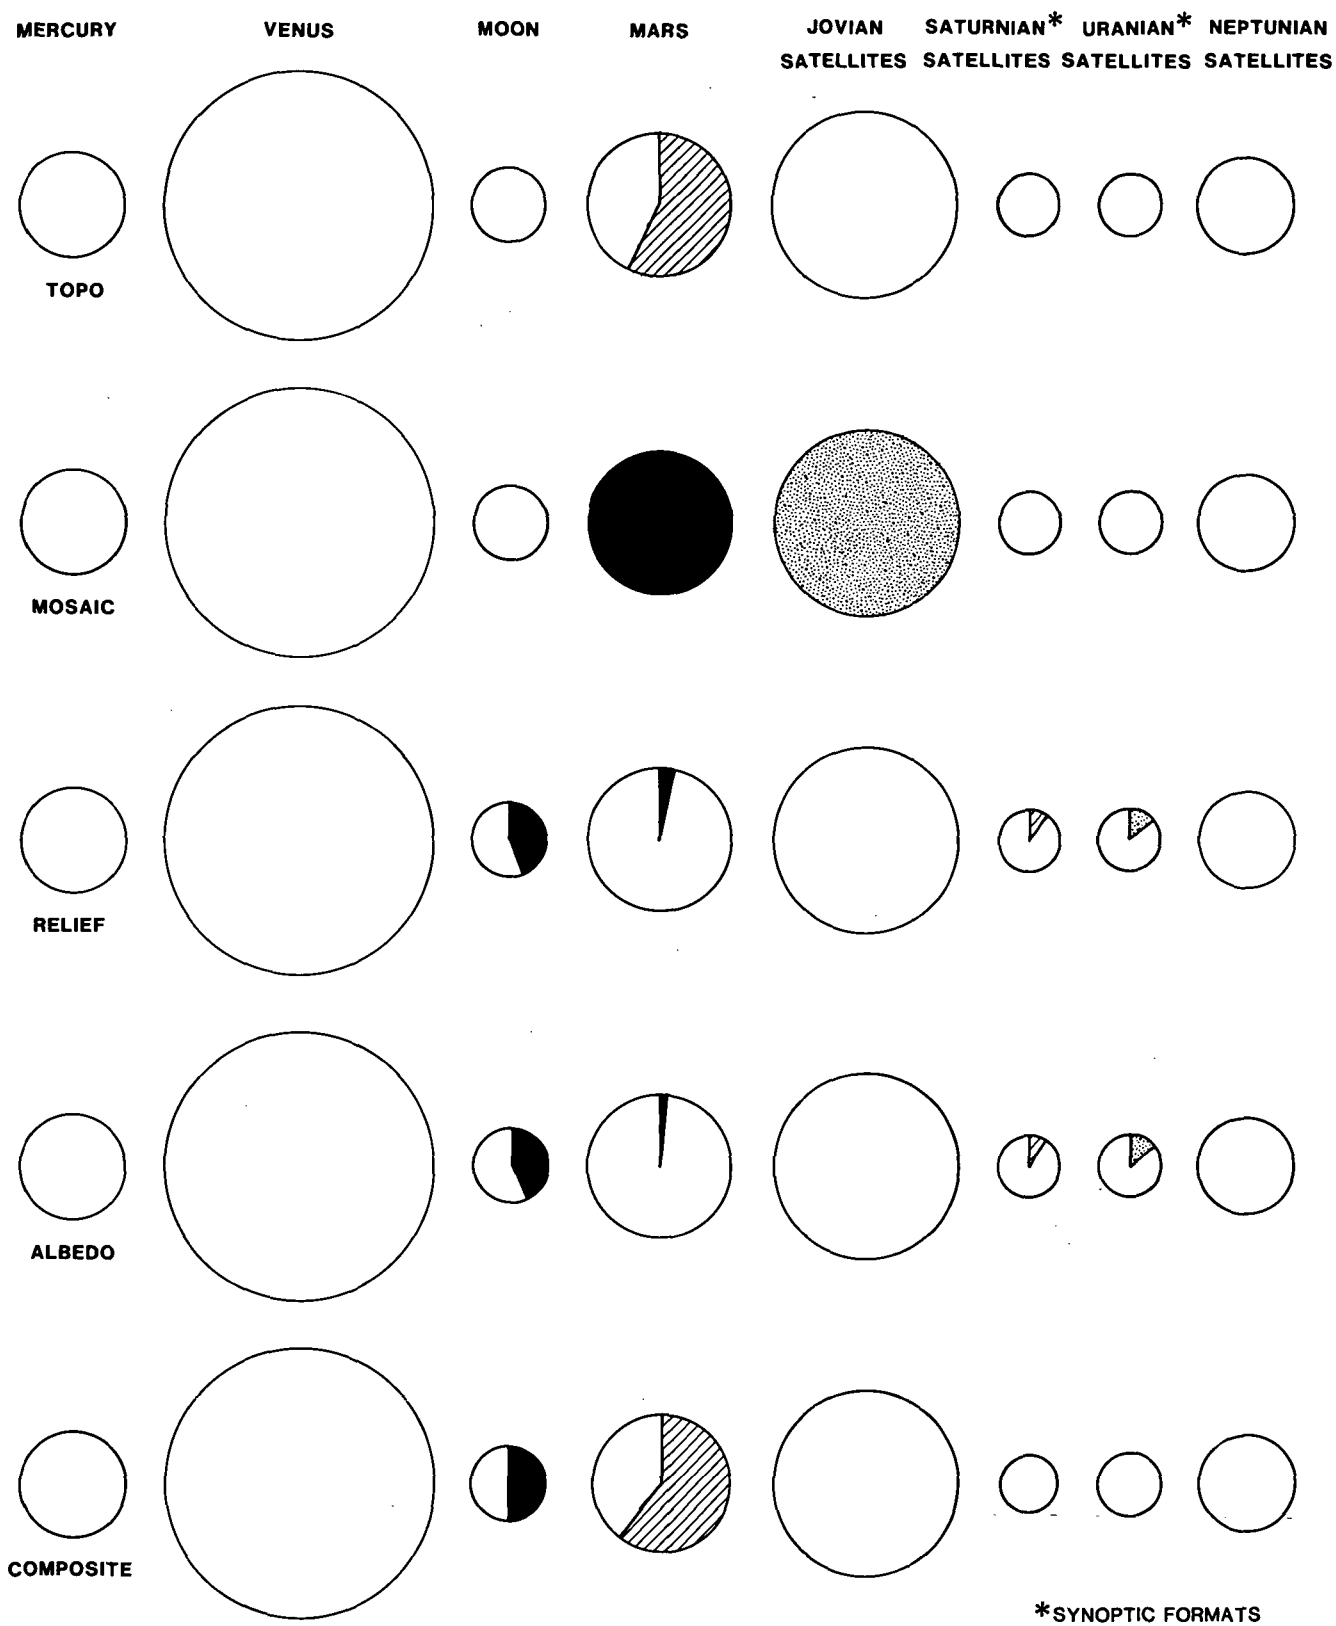 MERCURY VENUS MOON MARS JOVIAN SATELLITES SATURNIAN* SATELLITES URANIAN* SATELLITES NEPTUNIAN SATELLITES
TOPO
MOSAIC
RELIEF
ALBEDO
COMPOSITE
*SYNOPTIC FORMATS